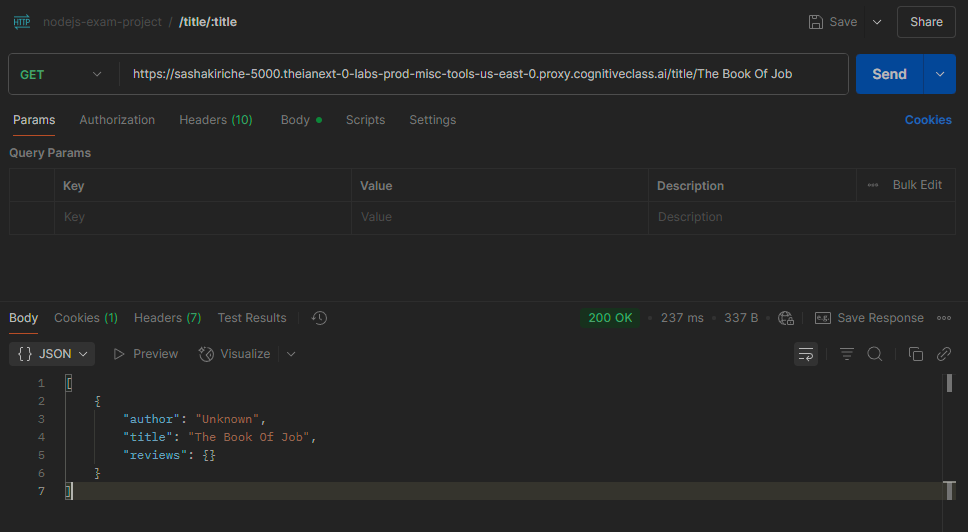 HTTP nodejs-exam-project / /title/:title Save Share
GET https://sashakiriche-5000.theianext-0-labs-prod-misc-tools-us-east-0.proxy.cognitiveclass.ai/title/The Book Of Job Send
Params Authorization Headers (10) Body Scripts Settings Cookies
Query Params
Key Value Description Bulk Edit
Key Value Description
Body Cookies (1) Headers (7) Test Results 200 OK 237 ms 337 B e.g. Save Response
{} JSON Preview Visualize
1 [
2 {
3 "author": "Unknown",
4 "title": "The Book Of Job",
5 "reviews": {}
6 }
7 ]